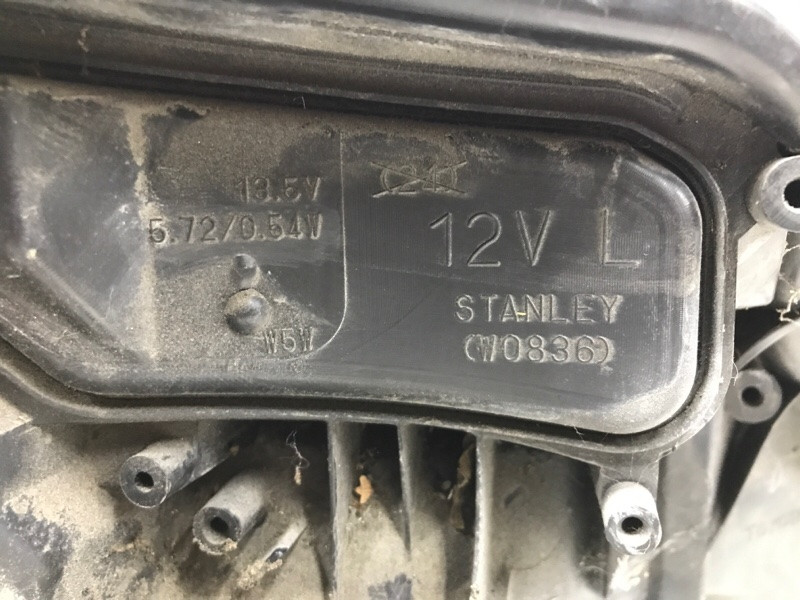 13.5V
5.72/0.54W
W5W
12V L
STANLEY
(W0836)